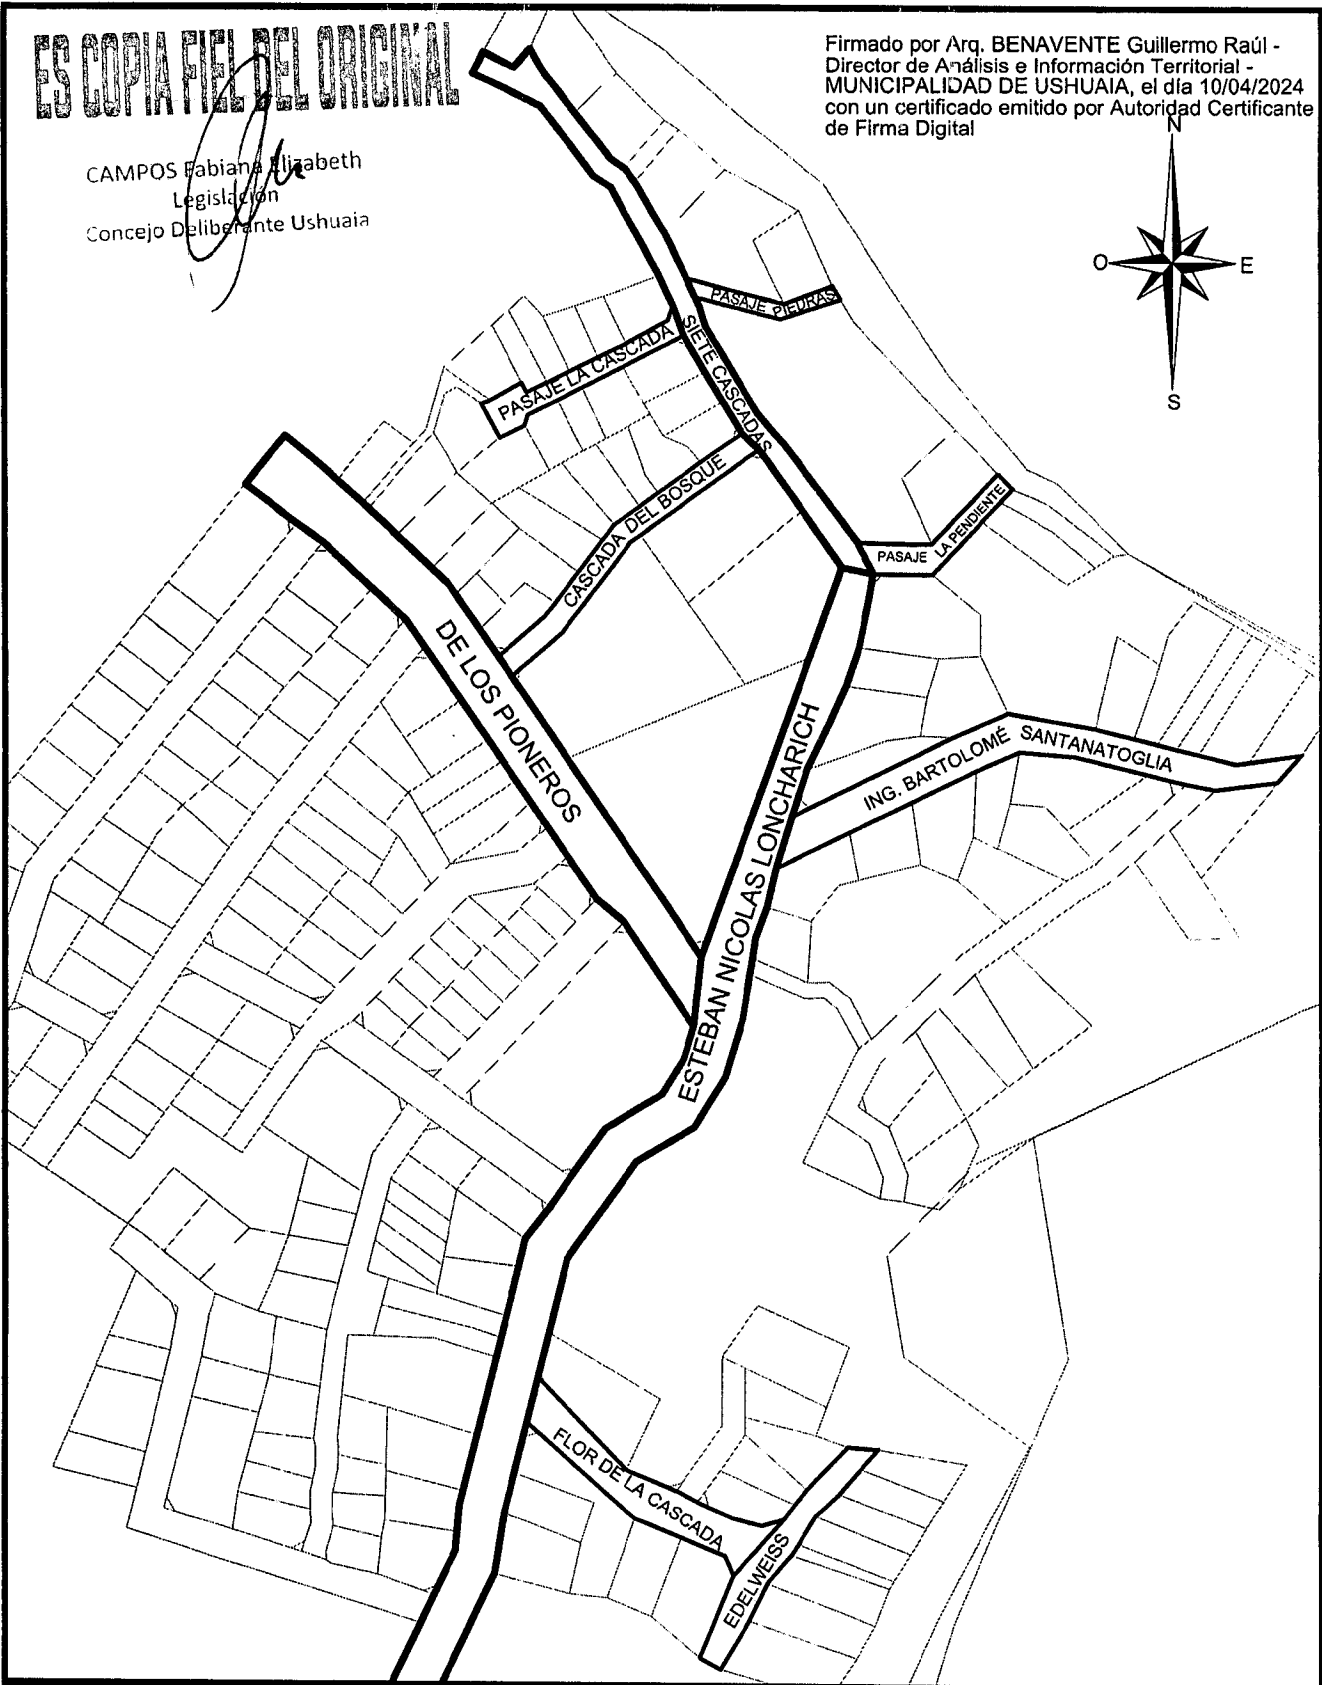 ES COPIA FIEL DEL ORIGINAL
CAMPOS Fabiana Elizabeth
Legislación
Concejo Deliberante Ushuaia
Firmado por Arq. BENAVENTE Guillermo Raúl -
Director de Análisis e Información Territorial -
MUNICIPALIDAD DE USHUAIA, el día 10/04/2024
con un certificado emitido por Autoridad Certificante
de Firma Digital
N
O
E
S
PASAJE PIEDRAS
SIETE CASCADAS
PASAJE LA CASCADA
CASCADA DEL BOSQUE
PASAJE LA PENDIENTE
DE LOS PIONEROS
ESTEBAN NICOLAS LONCHARICH
ING. BARTOLOMÉ SANTANATOGLIA
FLOR DE LA CASCADA
EDELWEISS